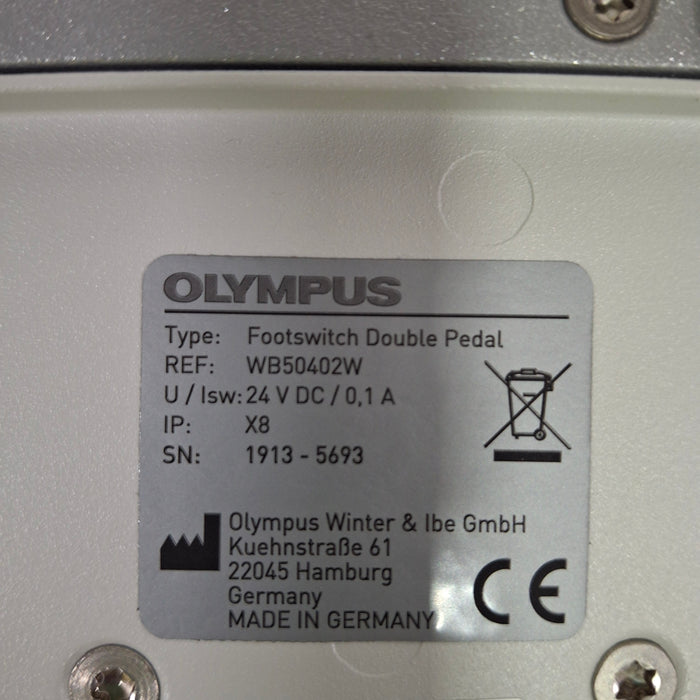 OLYMPUS
Type: Footswitch Double Pedal
REF: WB50402W
U / Isw: 24 V DC / 0,1 A
IP: X8
SN: 1913 - 5693
Olympus Winter & Ibe GmbH
Kuehnstraße 61
22045 Hamburg
Germany
MADE IN GERMANY
CE